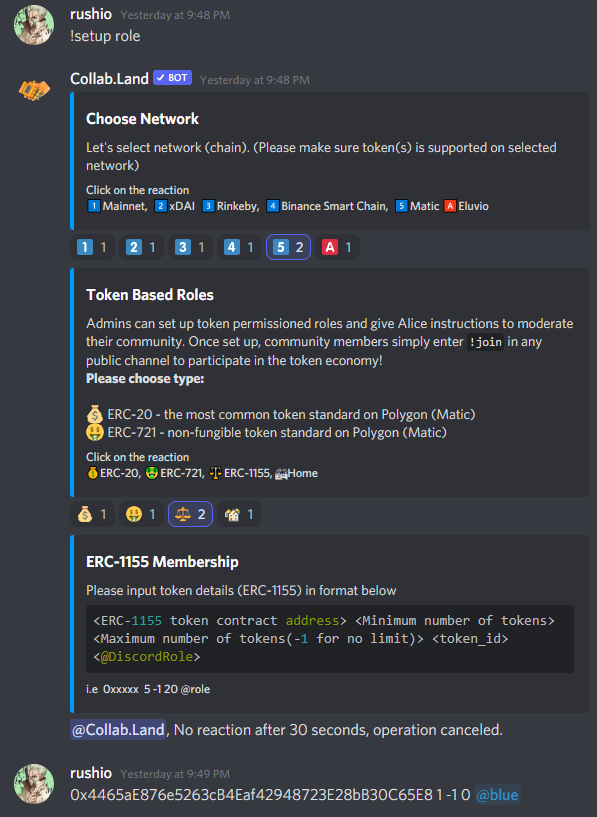 rushio Yesterday at 9:48 PM
!setup role
Collab.Land ✓ BOT Yesterday at 9:48 PM
Choose Network
Let's select network (chain). (Please make sure token(s) is supported on selected
network)
Click on the reaction
1 Mainnet, 2 xDAI 3 Rinkeby, 4 Binance Smart Chain, 5 Matic A Eluvio
1 1 2 1 3 1 4 1 5 2 A 1
Token Based Roles
Admins can set up token permissioned roles and give Alice instructions to moderate
their community. Once set up, community members simply enter !join in any
public channel to participate in the token economy!
Please choose type:
💰 ERC-20 - the most common token standard on Polygon (Matic)
🤑 ERC-721 - non-fungible token standard on Polygon (Matic)
Click on the reaction
💰ERC-20, 🤑ERC-721, ⚖ERC-1155, 🏘Home
💰 1 🤑 1 ⚖ 2 🏘 1
ERC-1155 Membership
Please input token details (ERC-1155) in format below
<ERC-1155 token contract address> <Minimum number of tokens>
<Maximum number of tokens(-1 for no limit)> <token_id>
<@DiscordRole>
i.e 0xxxxx 5 -1 20 @role
@Collab.Land, No reaction after 30 seconds, operation canceled.
rushio Yesterday at 9:49 PM
0x4465aE876e5263cB4Eaf42948723E28bB30C65E8 1 -1 0 @blue